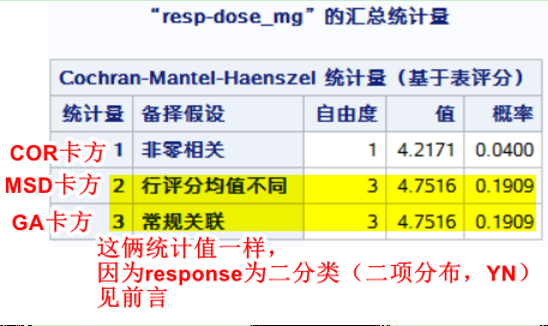 “resp-dose_mg”的汇总统计量
Cochran-Mantel-Haenszel 统计量（基于表评分）
统计量 备择假设 自由度 值 概率
COR卡方 1 非零相关 1 4.2171 0.0400
MSD卡方 2 行评分均值不同 3 4.7516 0.1909
GA卡方 3 常规关联 3 4.7516 0.1909
这俩统计值一样，
因为response为二分类（二项分布，YN）
见前言